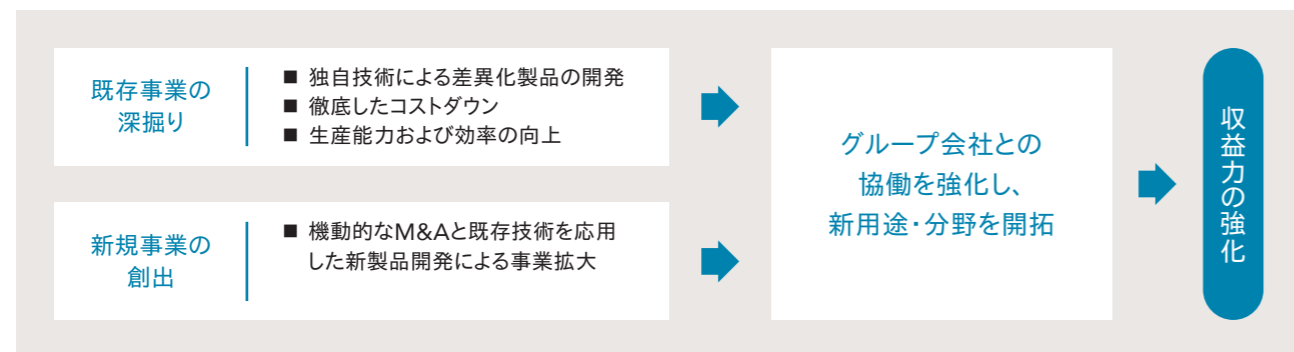 既存事業の
深掘り
■ 独自技術による差異化製品の開発
■ 徹底したコストダウン
■ 生産能力および効率の向上
新規事業の
創出
■ 機動的なM&Aと既存技術を応用
した新製品開発による事業拡大
グループ会社との
協働を強化し、
新用途・分野を開拓
収益力の強化